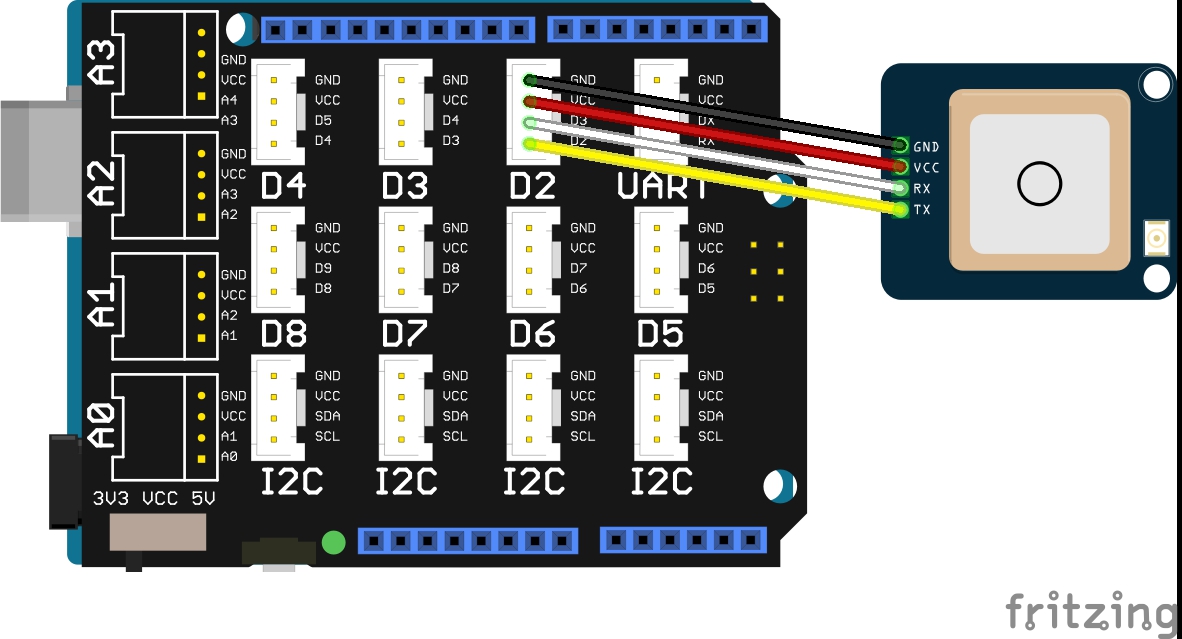 A3
GND
VCC
A4
A3
A2
GND
VCC
A3
A2
A1
GND
VCC
A2
A1
A0
GND
VCC
A1
A0
3V3 VCC 5V
GND
VCC
D5
D4
D4
GND
VCC
D4
D3
D3
GND
VCC
D3
D2
D2
GND
VCC
DX
RX
UART
GND
VCC
D9
D8
D8
GND
VCC
D8
D7
D7
GND
VCC
D7
D6
D6
GND
VCC
D6
D5
D5
GND
VCC
SDA
SCL
I2C
GND
VCC
SDA
SCL
I2C
GND
VCC
SDA
SCL
I2C
GND
VCC
SDA
SCL
I2C
GND
VCC
RX
TX
fritzing